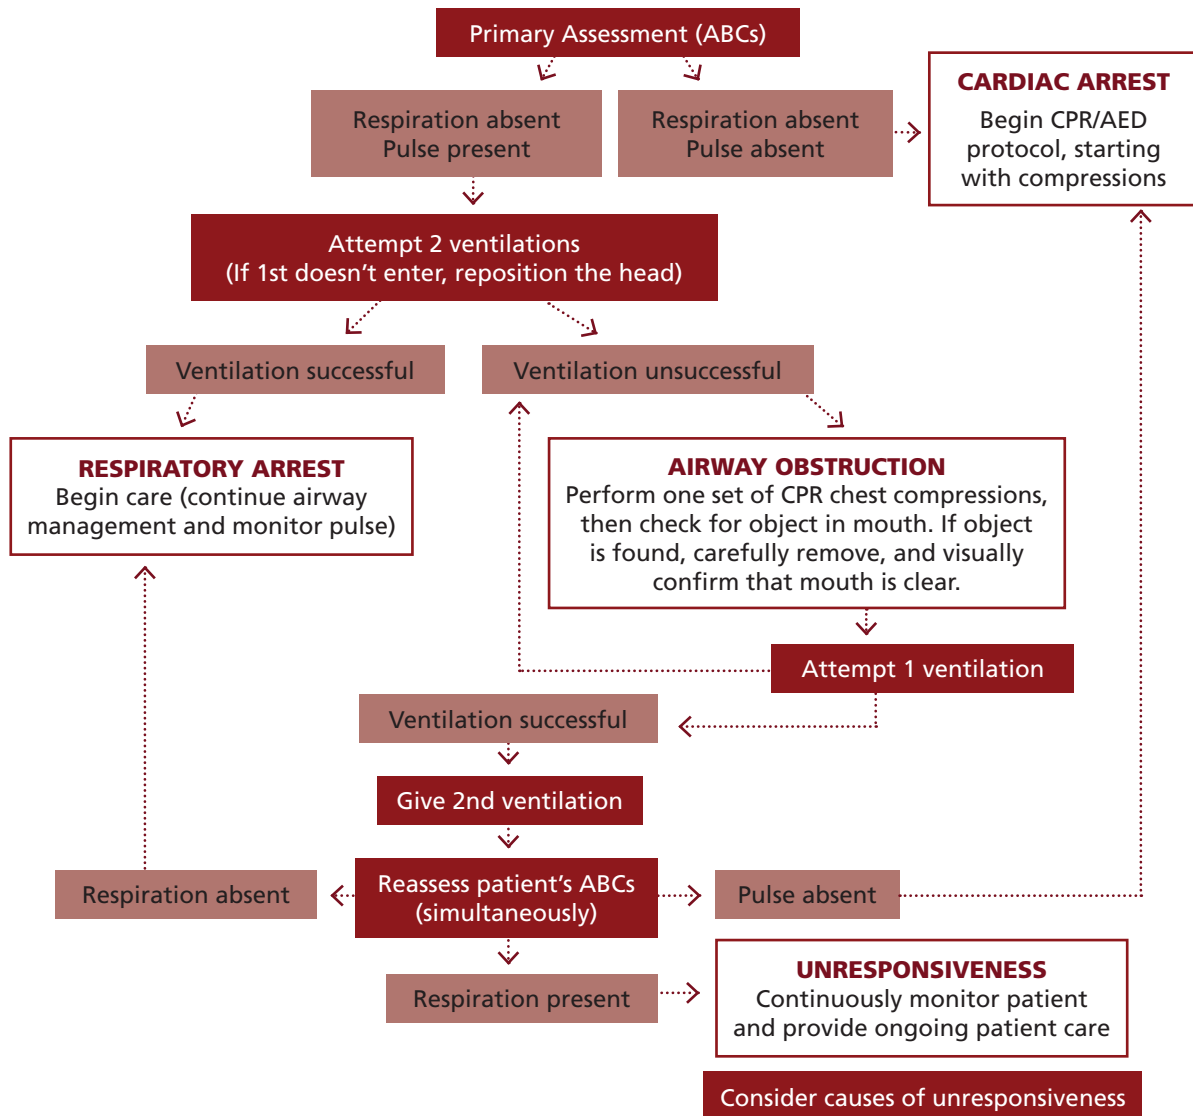 Primary Assessment (ABCs)
Respiration absent
Pulse present
Respiration absent
Pulse absent
CARDIAC ARREST
Begin CPR/AED
protocol, starting
with compressions
Attempt 2 ventilations
(If 1st doesn’t enter, reposition the head)
Ventilation successful
Ventilation unsuccessful
RESPIRATORY ARREST
Begin care (continue airway
management and monitor pulse)
AIRWAY OBSTRUCTION
Perform one set of CPR chest compressions,
then check for object in mouth. If object
is found, carefully remove, and visually
confirm that mouth is clear.
Attempt 1 ventilation
Ventilation successful
Give 2nd ventilation
Respiration absent
Reassess patient’s ABCs
(simultaneously)
Pulse absent
Respiration present
UNRESPONSIVENESS
Continuously monitor patient
and provide ongoing patient care
Consider causes of unresponsiveness